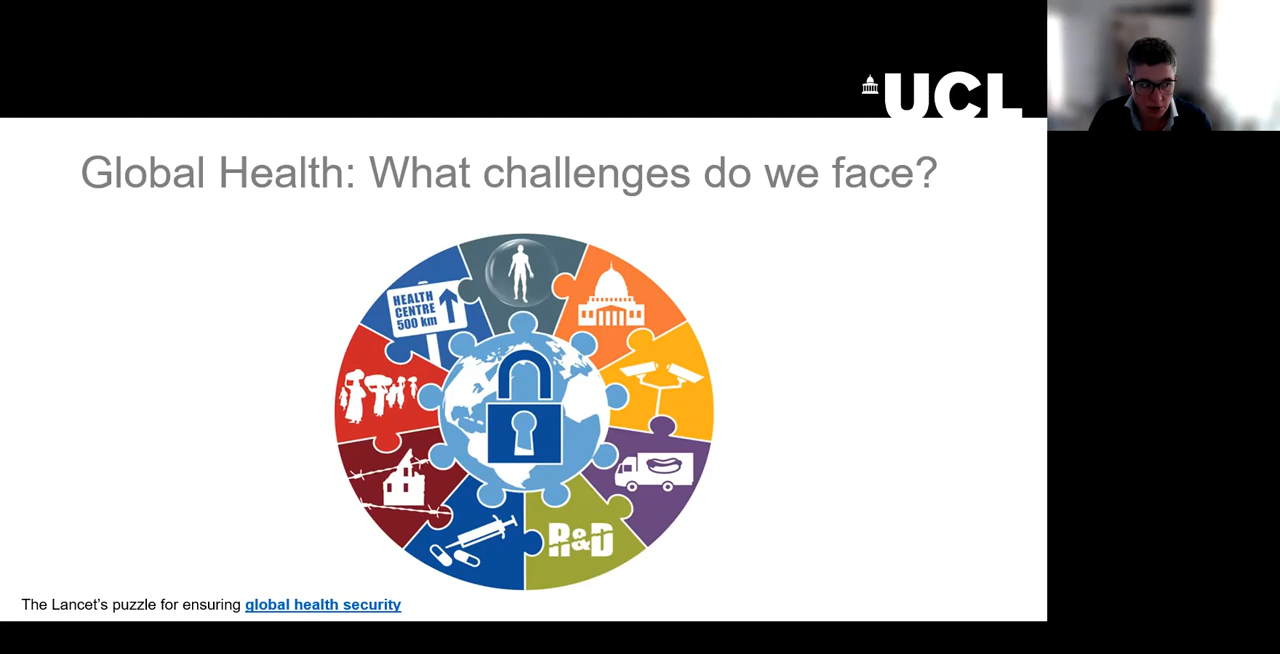 UCL
Global Health: What challenges do we face?
HEALTH
CENTRE
500 km
R&D
The Lancet's puzzle for ensuring global health security